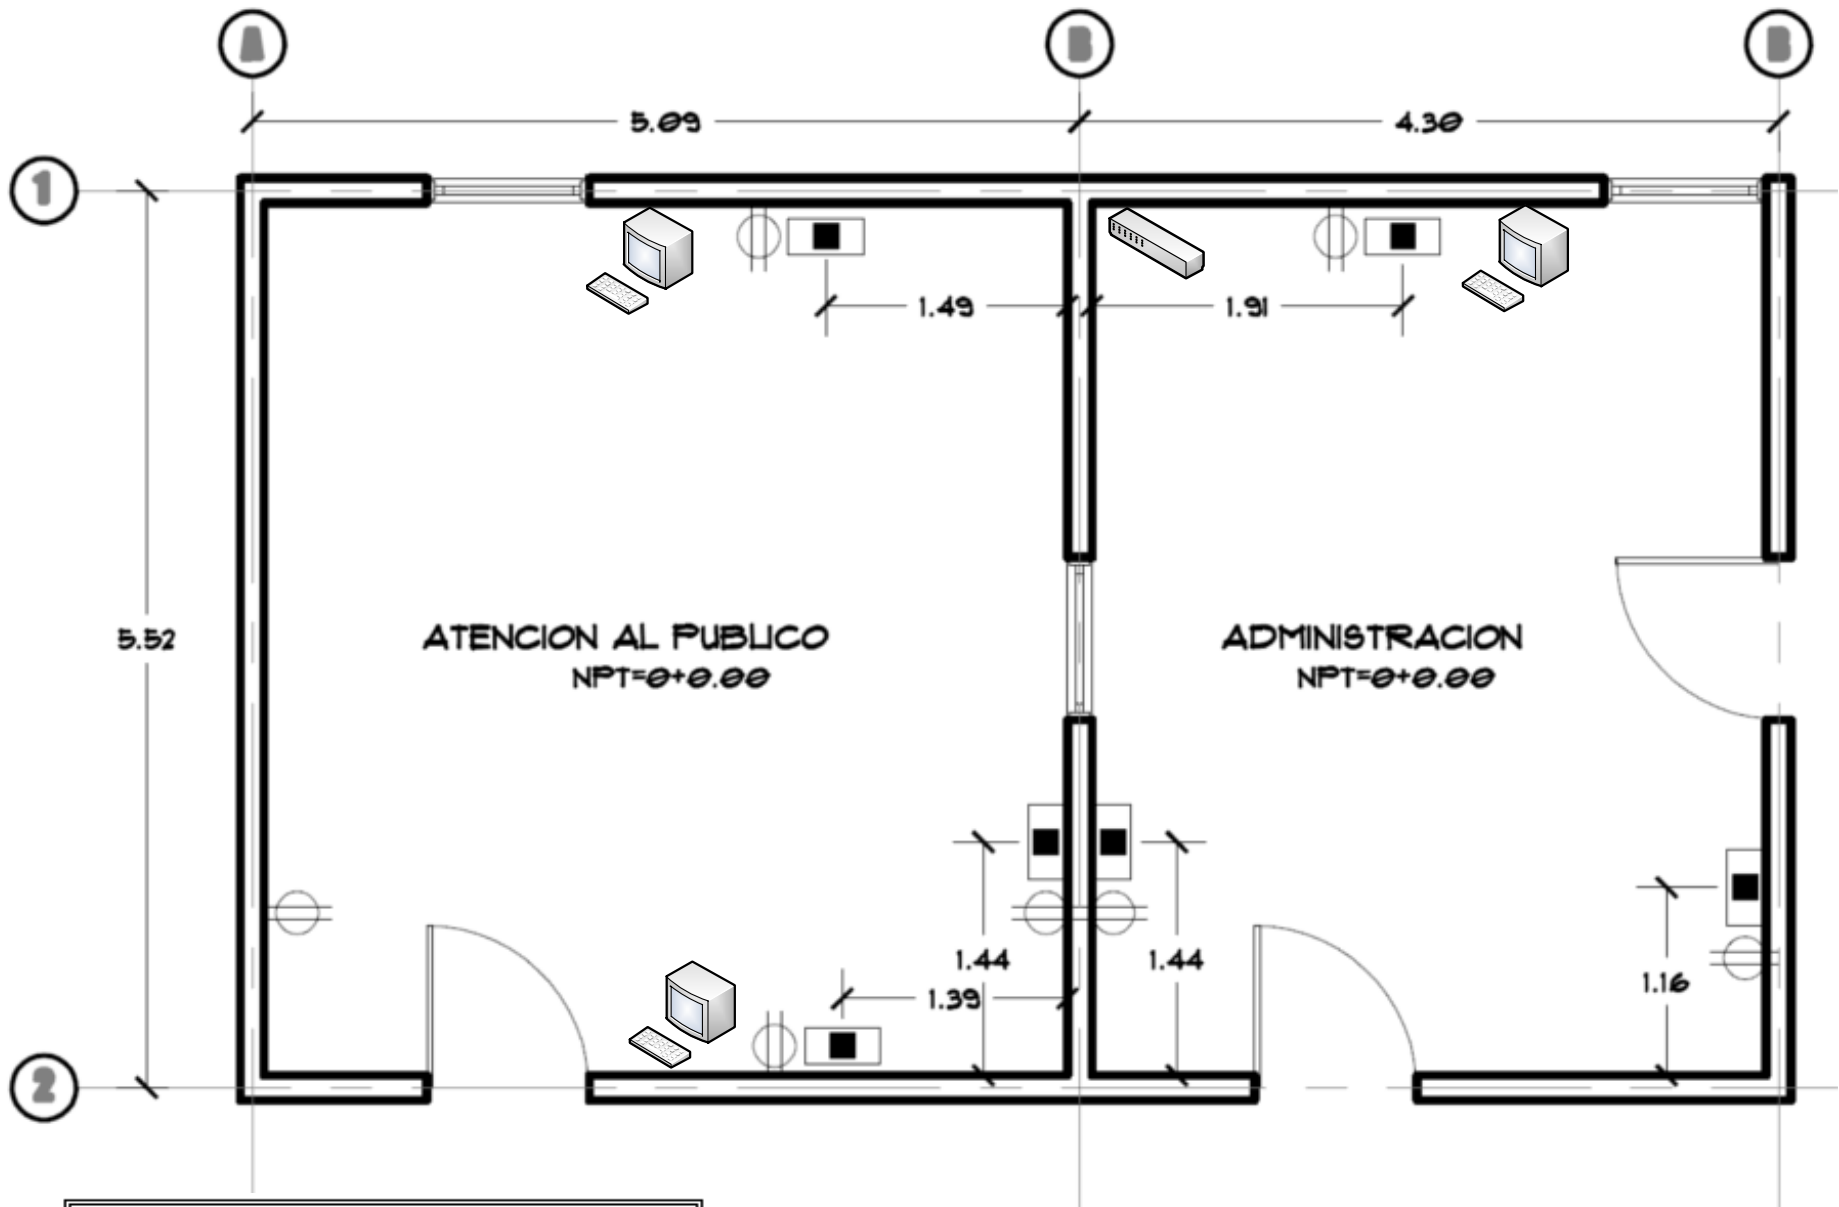 A B B
5.09 4.30
1
1.49 1.91
5.52
ATENCION AL PUBLICO
NPT=0+0.00
ADMINISTRACION
NPT=0+0.00
1.44 1.44
1.16
1.39
2